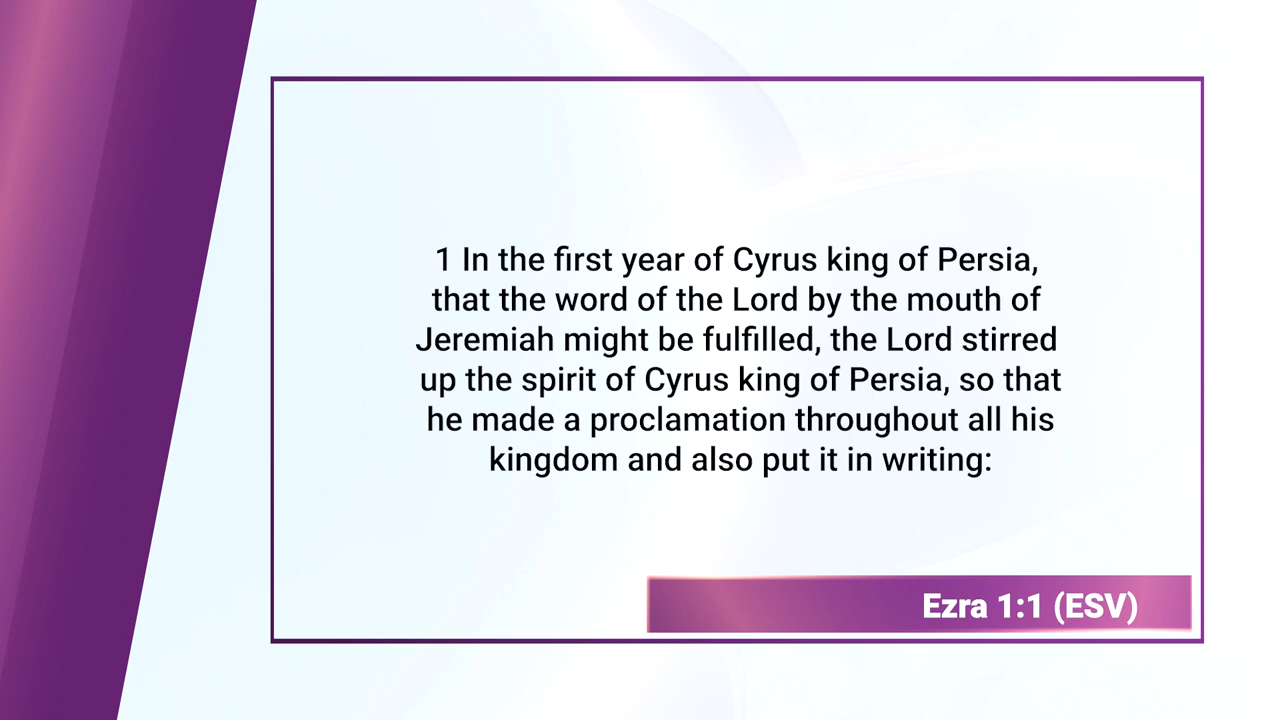 1 In the first year of Cyrus king of Persia,
that the word of the Lord by the mouth of
Jeremiah might be fulfilled, the Lord stirred
up the spirit of Cyrus king of Persia, so that
he made a proclamation throughout all his
kingdom and also put it in writing:
Ezra 1:1 (ESV)